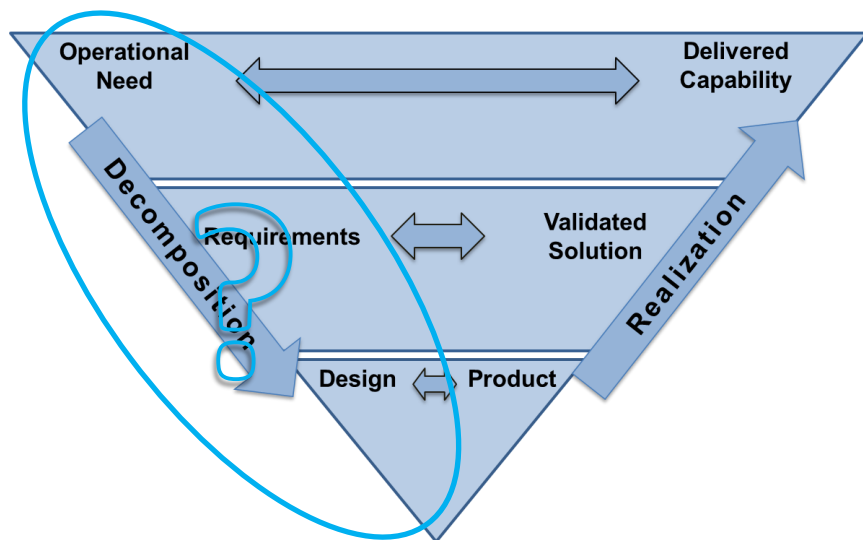 Operational
Need
Delivered
Capability
Decomposition
Requirements
Validated
Solution
Realization
Design
Product
?